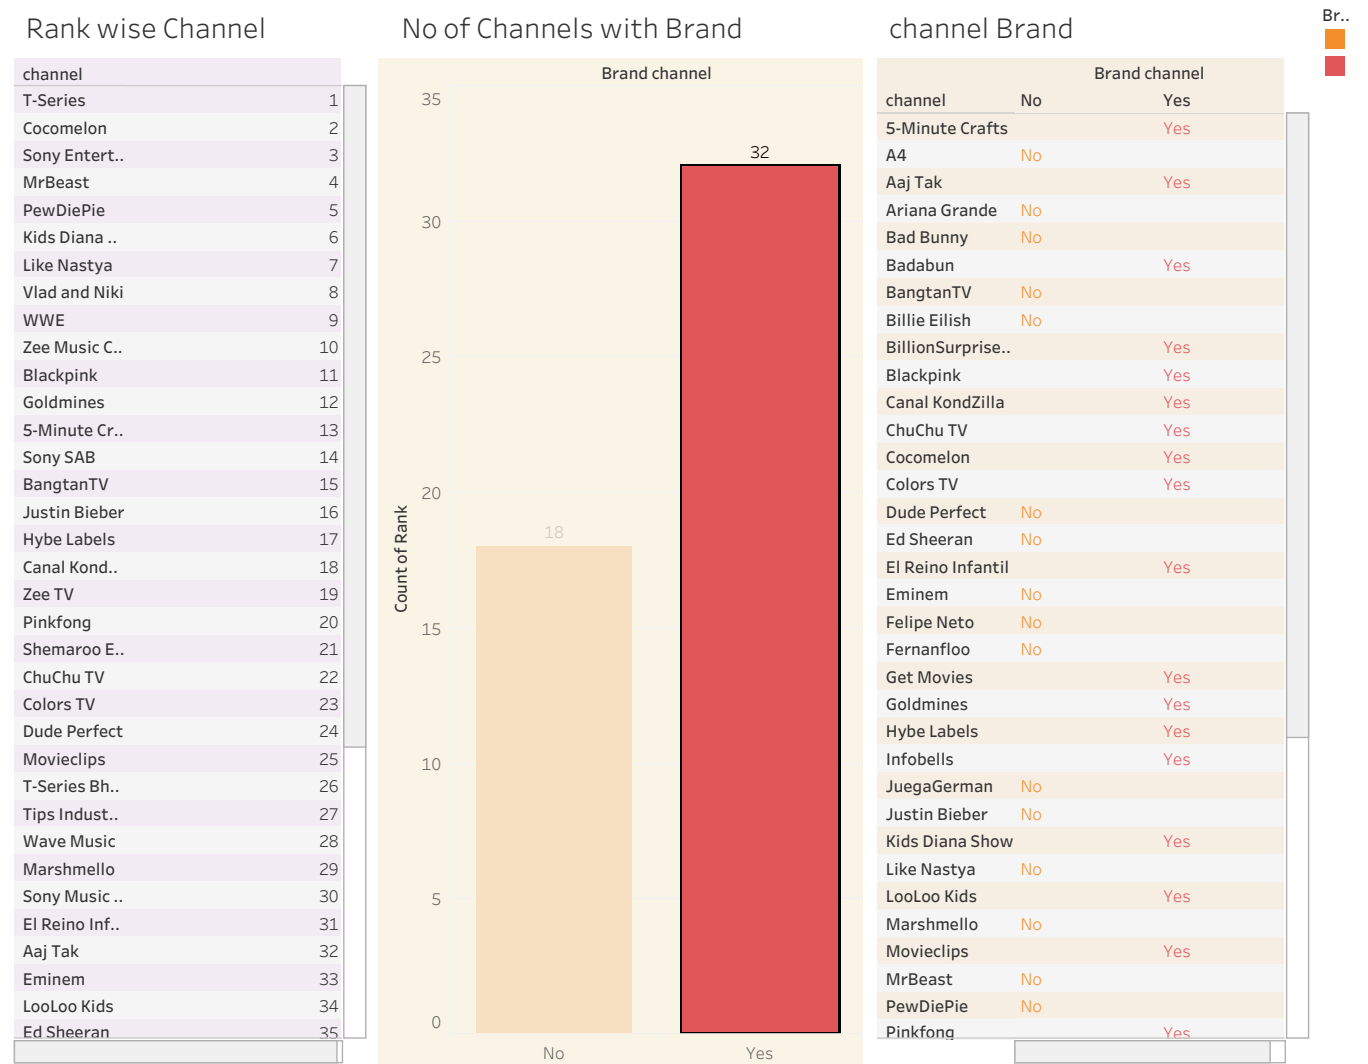 Rank wise Channel
channel
T-Series 1
Cocomelon 2
Sony Entert.. 3
MrBeast 4
PewDiePie 5
Kids Diana .. 6
Like Nastya 7
Vlad and Niki 8
WWE 9
Zee Music C.. 10
Blackpink 11
Goldmines 12
5-Minute Cr.. 13
Sony SAB 14
BangtanTV 15
Justin Bieber 16
Hybe Labels 17
Canal Kond.. 18
Zee TV 19
Pinkfong 20
Shemaroo E.. 21
ChuChu TV 22
Colors TV 23
Dude Perfect 24
Movieclips 25
T-Series Bh.. 26
Tips Indust.. 27
Wave Music 28
Marshmello 29
Sony Music .. 30
El Reino Inf.. 31
Aaj Tak 32
Eminem 33
LooLoo Kids 34
Ed Sheeran 35
No of Channels with Brand
Brand channel
35
30
25
20
15
10
5
0
Count of Rank
18
32
No
Yes
channel Brand
Brand channel
channel No Yes
5-Minute Crafts Yes
A4 No
Aaj Tak Yes
Ariana Grande No
Bad Bunny No
Badabun Yes
BangtanTV No
Billie Eilish No
BillionSurprise.. Yes
Blackpink Yes
Canal KondZilla Yes
ChuChu TV Yes
Cocomelon Yes
Colors TV Yes
Dude Perfect No
Ed Sheeran No
El Reino Infantil Yes
Eminem No
Felipe Neto No
Fernanfloo No
Get Movies Yes
Goldmines Yes
Hybe Labels Yes
Infobells Yes
JuegaGerman No
Justin Bieber No
Kids Diana Show Yes
Like Nastya No
LooLoo Kids Yes
Marshmello No
Movieclips Yes
MrBeast No
PewDiePie No
Pinkfong Yes
Br..